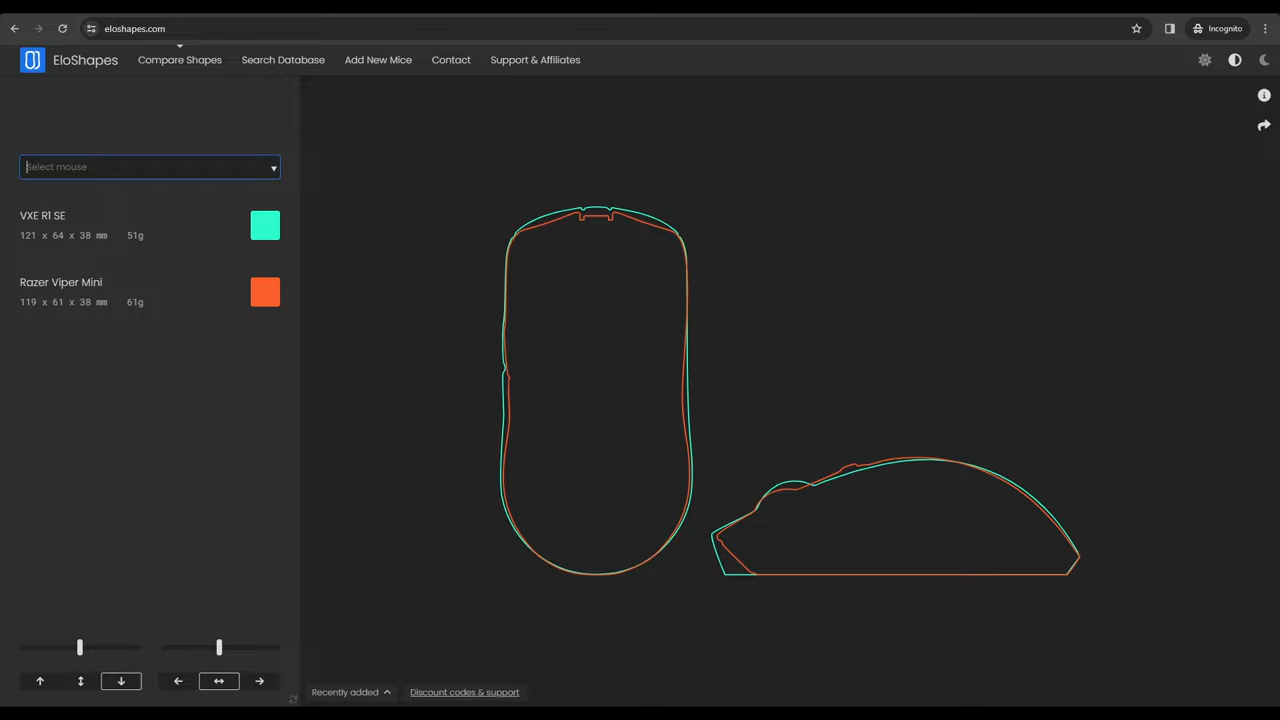 eloshapes.com
Incognito
EloShapes
Compare Shapes
Search Database
Add New Mice
Contact
Support & Affiliates
Select mouse
VXE R1 SE
121 x 64 x 38 mm 51g
Razer Viper Mini
119 x 61 x 38 mm 61g
Recently added
Discount codes & support